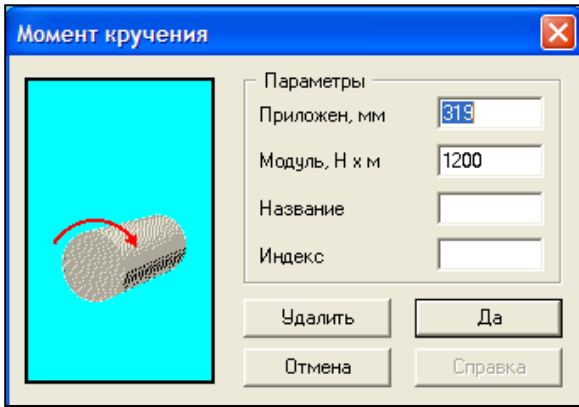 Момент кручения
Параметры
Приложен, мм 319
Модуль, Н х м 1200
Название
Индекс
Удалить Да
Отмена Справка